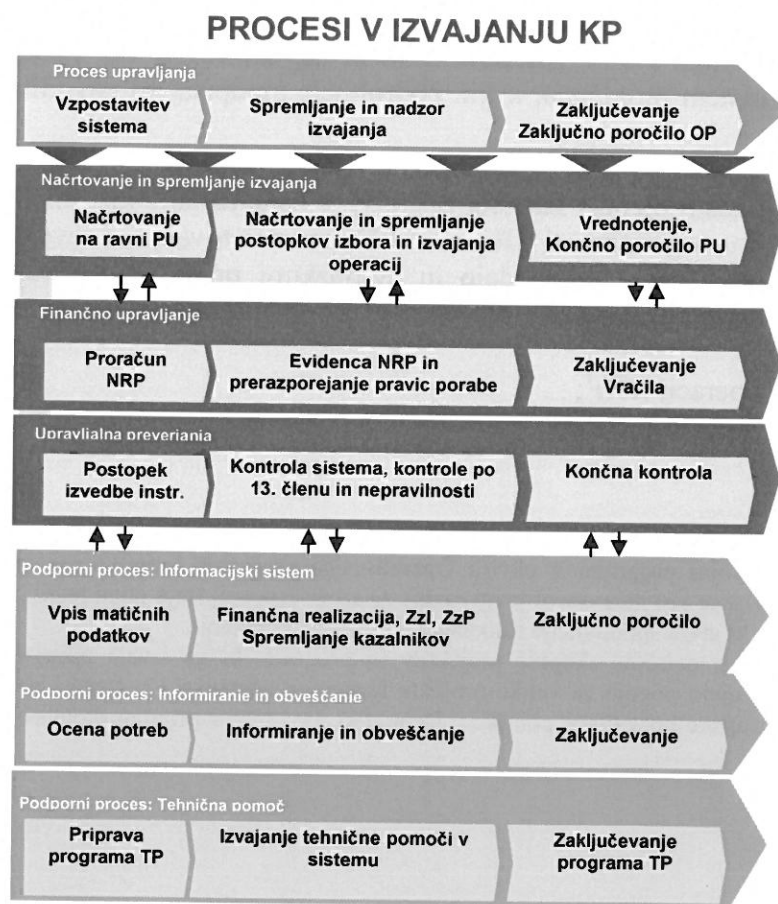 PROCESI V IZVAJANJU KP
Proces upravljanja
Vzpostavitev
sistema
Spremljanje in nadzor
izvajanja
Zaključevanje
Zaključno poročilo OP
Načrtovanje in spremljanje izvajanja
Načrtovanje
na ravni PU
Načrtovanje in spremljanje
postopkov izbora in izvajanja
operacij
Vrednotenje,
Končno poročilo PU
Finančno upravljanje
Proračun
NRP
Evidenca NRP in
prerazporejanje pravic porabe
Zaključevanje
Vračila
Upravljalna preverjanja
Postopek
izvedbe instr.
Kontrola sistema, kontrole po
13. členu in nepravilnosti
Končna kontrola
Podporni proces: Informacijski sistem
Vpis matičnih
podatkov
Finančna realizacija, ZzI, ZzP
Spremljanje kazalnikov
Zaključno poročilo
Podporni proces: Informiranje in obveščanje
Ocena potreb
Informiranje in obveščanje
Zaključevanje
Podporni proces: Tehnična pomoč
Priprava
programa TP
Izvajanje tehnične pomoči v
sistemu
Zaključevanje
programa TP